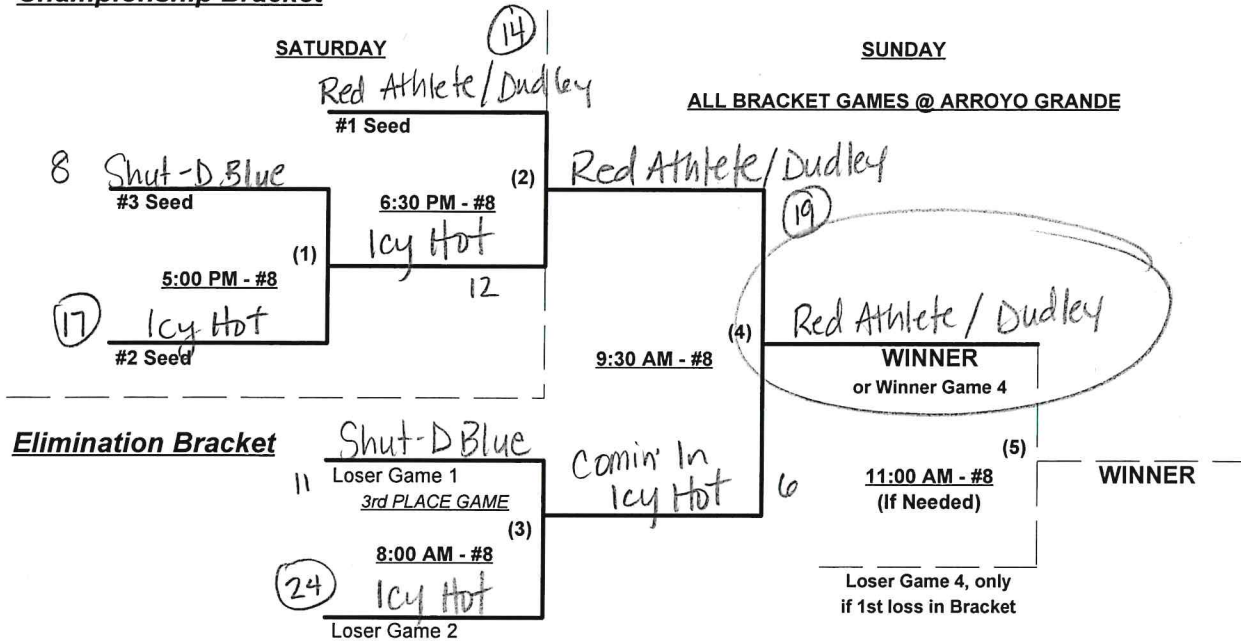 Championship Bracket
SATURDAY
14
SUNDAY
Red Athlete/Dudley
ALL BRACKET GAMES @ ARROYO GRANDE
#1 Seed
8
Shut-D Blue
#3 Seed
(2)
Red Athlete/Dudley
6:30 PM - #8
19
(1)
Icy Hot
5:00 PM - #8
12
17
Icy Hot
#2 Seed
(4)
Red Athlete / Dudley
9:30 AM - #8
WINNER
or Winner Game 4
Elimination Bracket
Shut-D Blue
11
Loser Game 1
3rd PLACE GAME
Comin' In
Icy Hot
6
(5)
11:00 AM - #8
(If Needed)
WINNER
(3)
8:00 AM - #8
24
Icy Hot
Loser Game 2
Loser Game 4, only
if 1st loss in Bracket